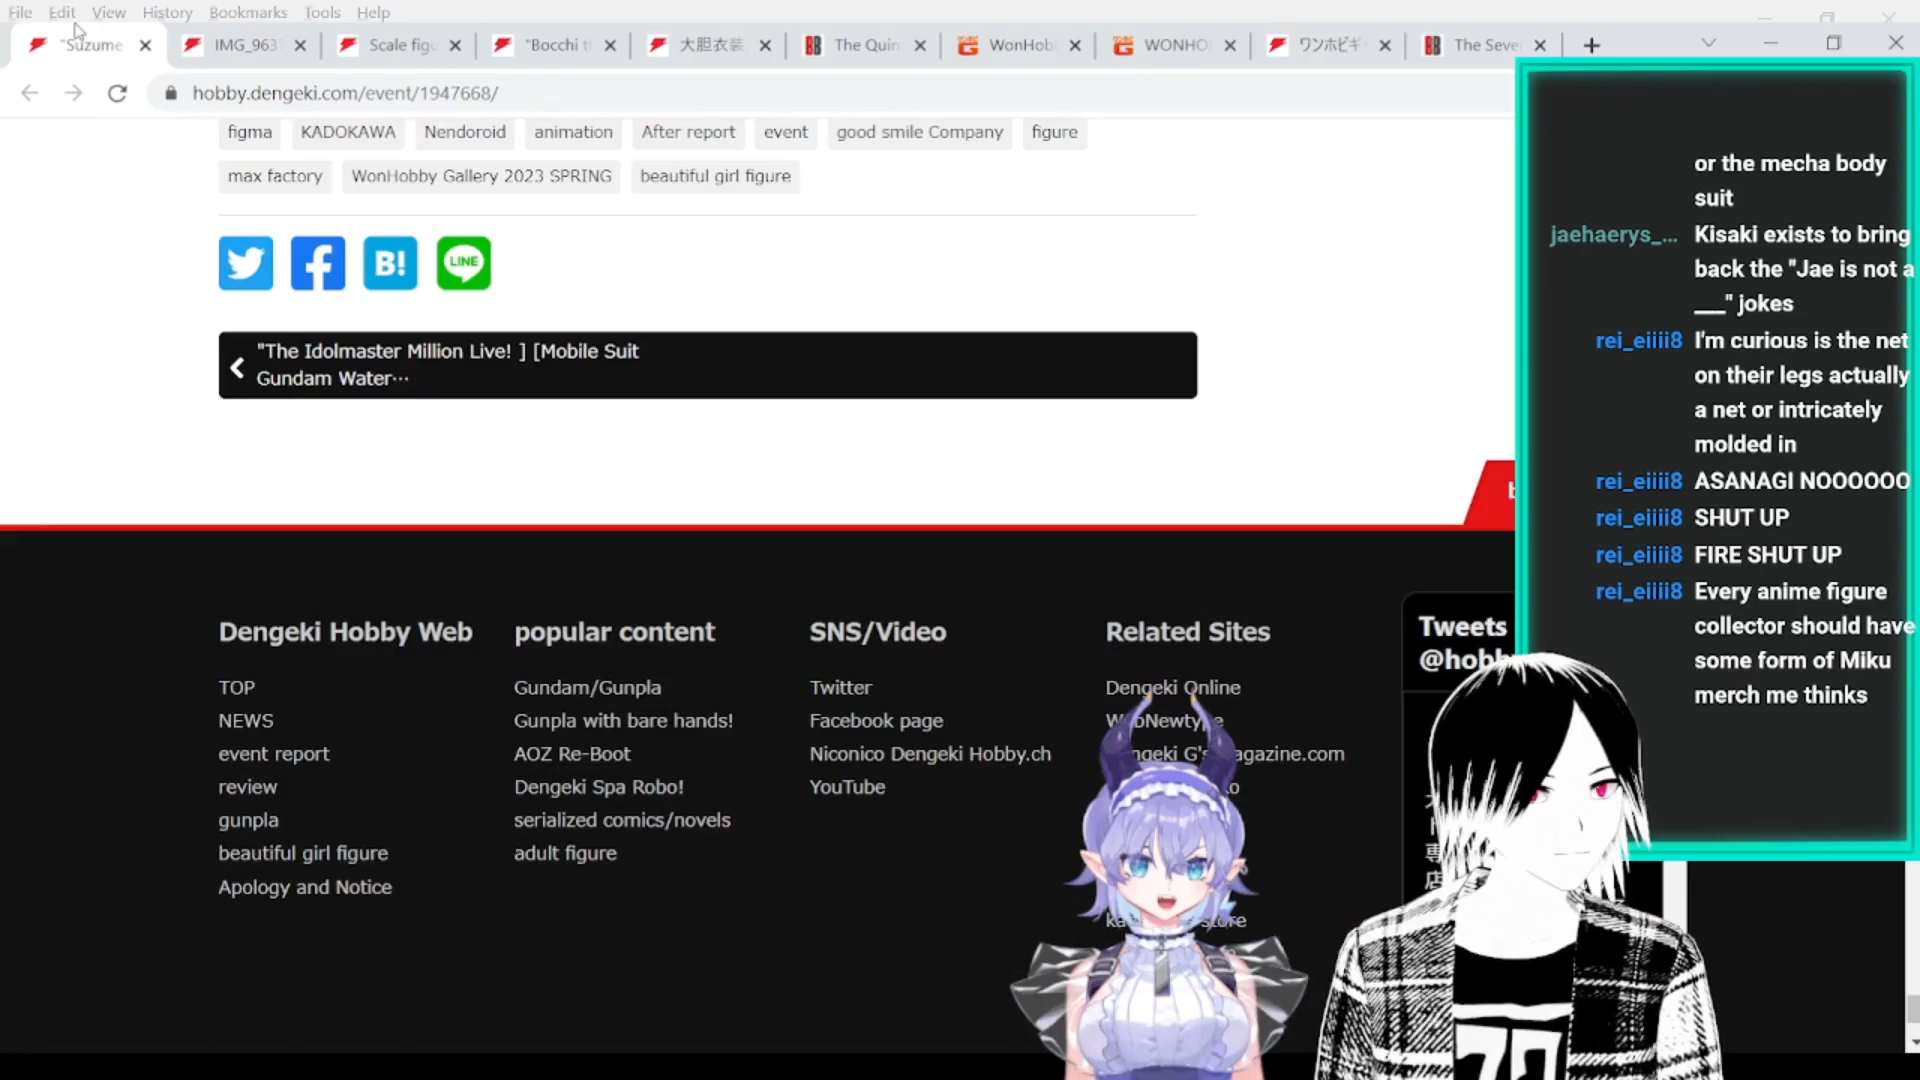 File Edit View History Bookmarks Tools Help
"Suzume
IMG_963
Scale figu
"Bocchi t
大胆衣装
The Quin
WonHob
WONHO
ワンホビギ
The Seve
hobby.dengeki.com/event/1947668/
figma KADOKAWA Nendoroid animation After report event good smile Company figure
max factory WonHobby Gallery 2023 SPRING beautiful girl figure
B!
LINE
"The Idolmaster Million Live! ] [Mobile Suit
Gundam Water···
Dengeki Hobby Web
TOP
NEWS
event report
review
gunpla
beautiful girl figure
Apology and Notice
popular content
Gundam/Gunpla
Gunpla with bare hands!
AOZ Re-Boot
Dengeki Spa Robo!
serialized comics/novels
adult figure
SNS/Video
Twitter
Facebook page
Niconico Dengeki Hobby.ch
YouTube
Related Sites
Dengeki Online
Tweets
or the mecha body
suit
jaehaerys_... Kisaki exists to bring
back the "Jae is not a
___" jokes
rei_eiiii8 I'm curious is the net
on their legs actually
a net or intricately
molded in
rei_eiiii8 ASANAGI NOOOOOO
rei_eiiii8 SHUT UP
rei_eiiii8 FIRE SHUT UP
rei_eiiii8 Every anime figure
collector should have
some form of Miku
merch me thinks